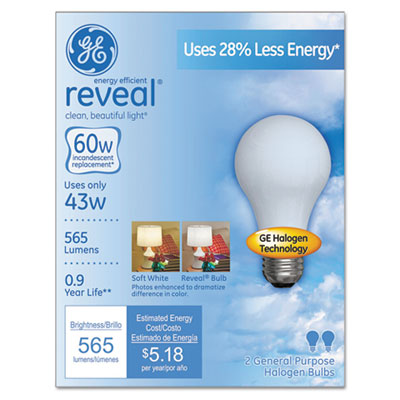 GE
Uses 28% Less Energy*
energy efficient
reveal®
clean, beautiful light®
60w
incandescent
replacement*
Uses only
43w
565
Lumens
0.9
Year Life**
Soft White
Reveal® Bulb
Photos enhanced to dramatize
difference in color.
GE Halogen
Technology
Brightness/Brillo
565
lumens/lúmenes
Estimated Energy
Cost/Costo
Estimado de Energía
$5.18
per year/por año
2 General Purpose
Halogen Bulbs